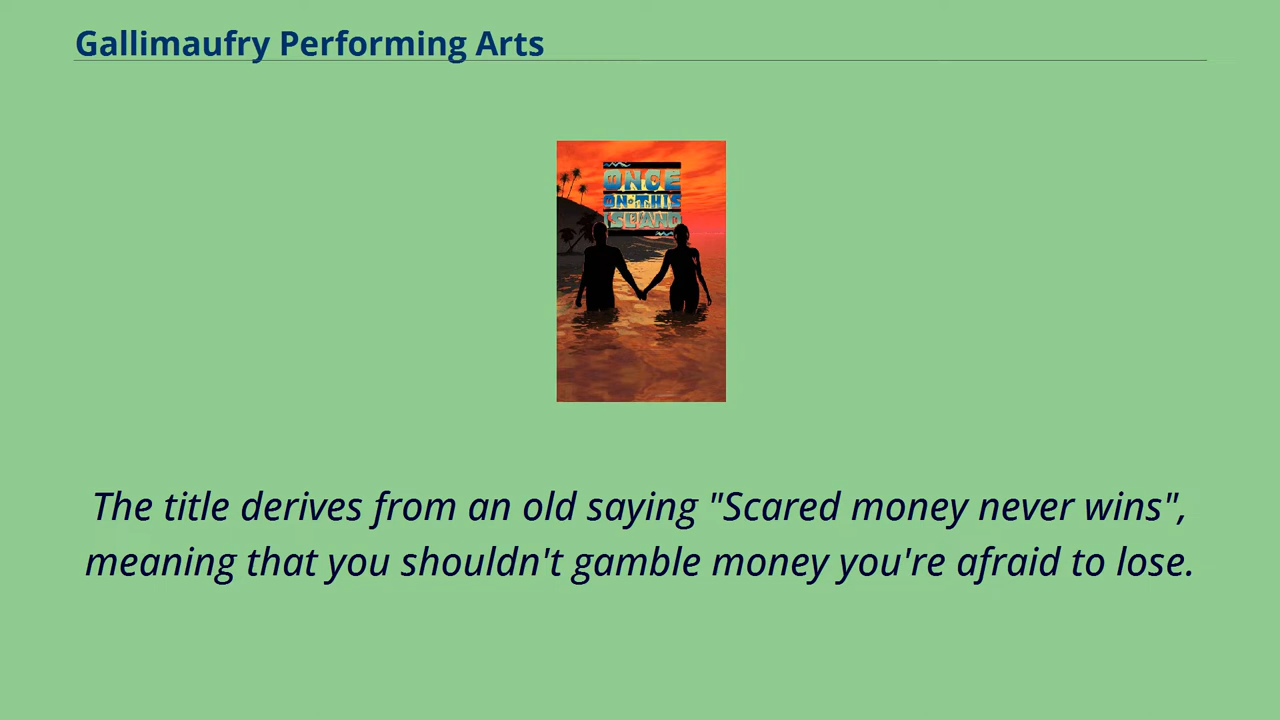 Gallimaufry Performing Arts
ONCE
ON THIS
ISLAND
The title derives from an old saying "Scared money never wins",
meaning that you shouldn't gamble money you're afraid to lose.